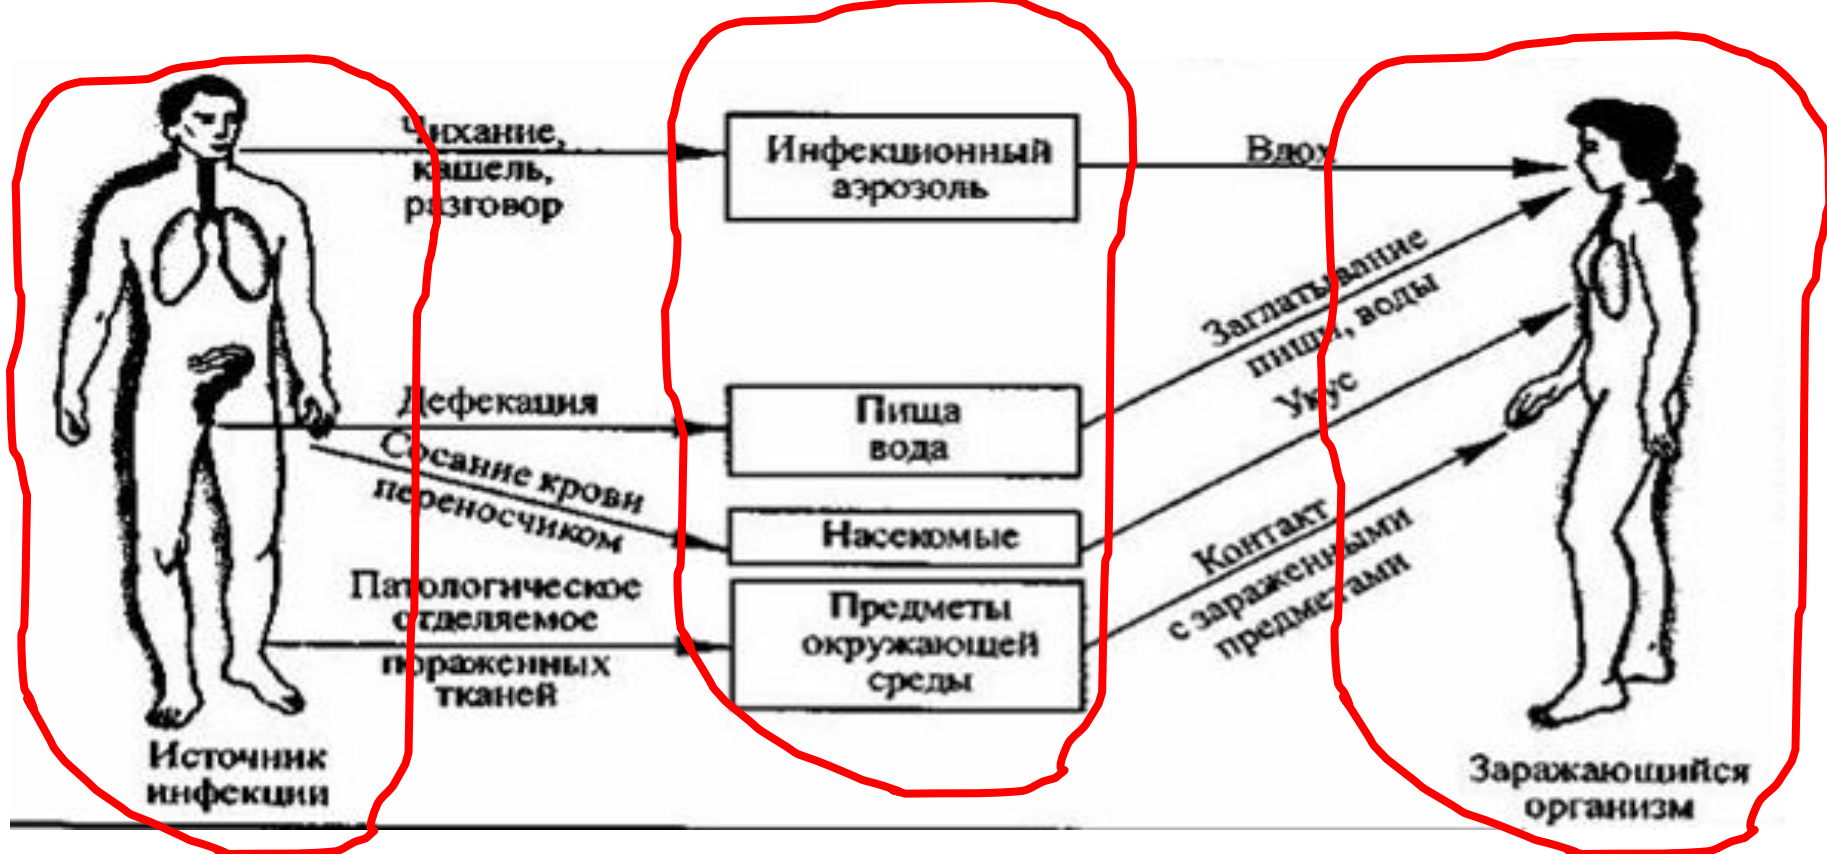 Чихание,
кашель,
разговор
Инфекционный
аэрозоль
Вдох
Заглатывание
пищи, воды
Дефекация
Пища
вода
Укус
Сосание крови
переносчиком
Насекомые
Контакт
с зараженными
предметами
Патологическое
отделяемое
пораженных
тканей
Предметы
окружающей
среды
Источник
инфекции
Заражающийся
организм